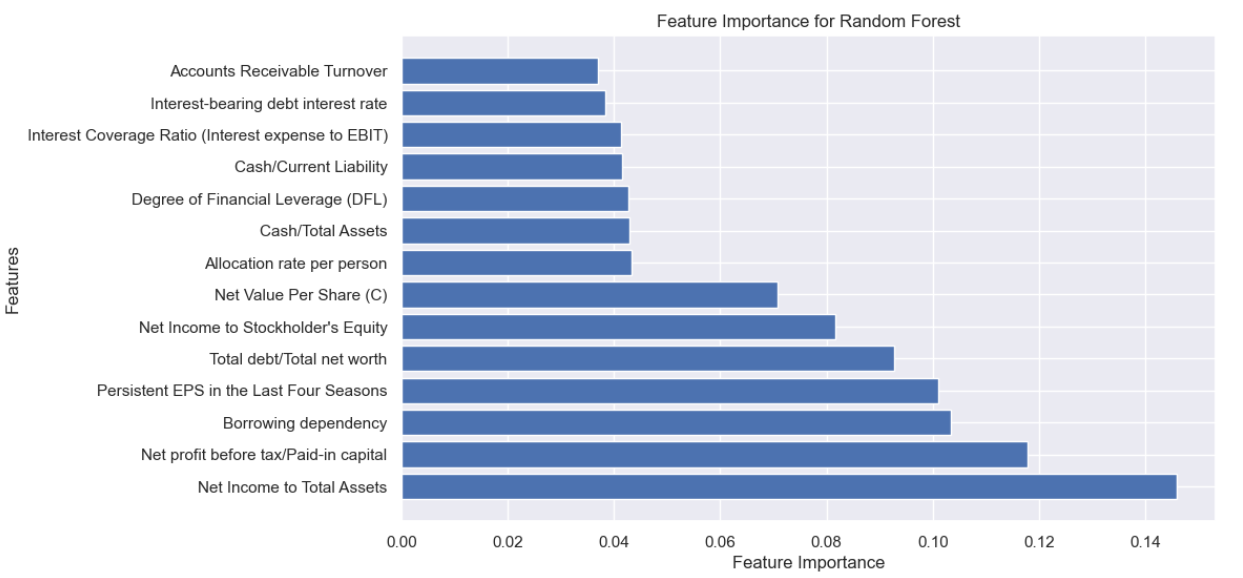 Feature Importance for Random Forest
Accounts Receivable Turnover
Interest-bearing debt interest rate
Interest Coverage Ratio (Interest expense to EBIT)
Cash/Current Liability
Degree of Financial Leverage (DFL)
Cash/Total Assets
Allocation rate per person
Net Value Per Share (C)
Net Income to Stockholder's Equity
Total debt/Total net worth
Persistent EPS in the Last Four Seasons
Borrowing dependency
Net profit before tax/Paid-in capital
Net Income to Total Assets
Features
0.00 0.02 0.04 0.06 0.08 0.10 0.12 0.14
Feature Importance